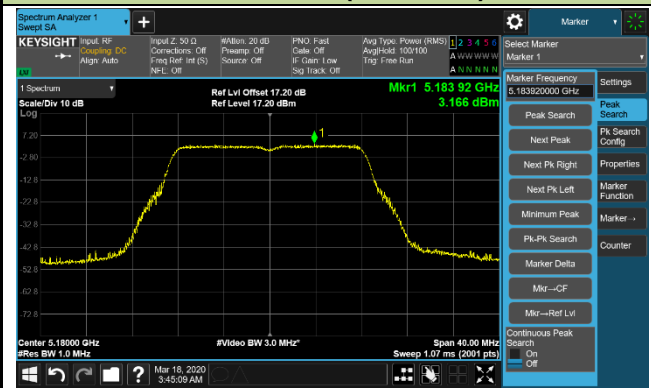 Spectrum Analyzer 1
Swept SA
Marker
KEYSIGHT
Input: RF
Coupling: DC
Align: Auto
Input Z: 50 Ω
Corrections: Off
Freq Ref: Int (S)
NFE: Off
#Atten: 20 dB
Preamp: Off
Source: Off
PNO: Fast
Gate: Off
IF Gain: Low
Sig Track: Off
Avg Type: Power (RMS)
Avg|Hold: 100/100
Trig: Free Run
1 2 3 4 5 6
A W W W W W
A N N N N N
Select Marker
Marker 1
LV
1 Spectrum
Scale/Div 10 dB
Log
Ref Lvl Offset 17.20 dB
Ref Level 17.20 dBm
Mkr1 5.183 92 GHz
3.166 dBm
Marker Frequency
5.183920000 GHz
Settings
Peak Search
Next Peak
Next Pk Right
Next Pk Left
Minimum Peak
Pk-Pk Search
Marker Delta
Mkr→CF
Mkr→Ref Lvl
Continuous Peak
Search
On
Off
Peak
Search
Pk Search
Config
Properties
Marker
Function
Marker→
Counter
1
7.20
-2.80
-12.8
-22.8
-32.8
-42.8
-52.8
-62.8
-72.8
Center 5.18000 GHz
#Res BW 1.0 MHz
#Video BW 3.0 MHz*
Span 40.00 MHz
Sweep 1.07 ms (2001 pts)
?
Mar 18, 2020
3:45:09 AM